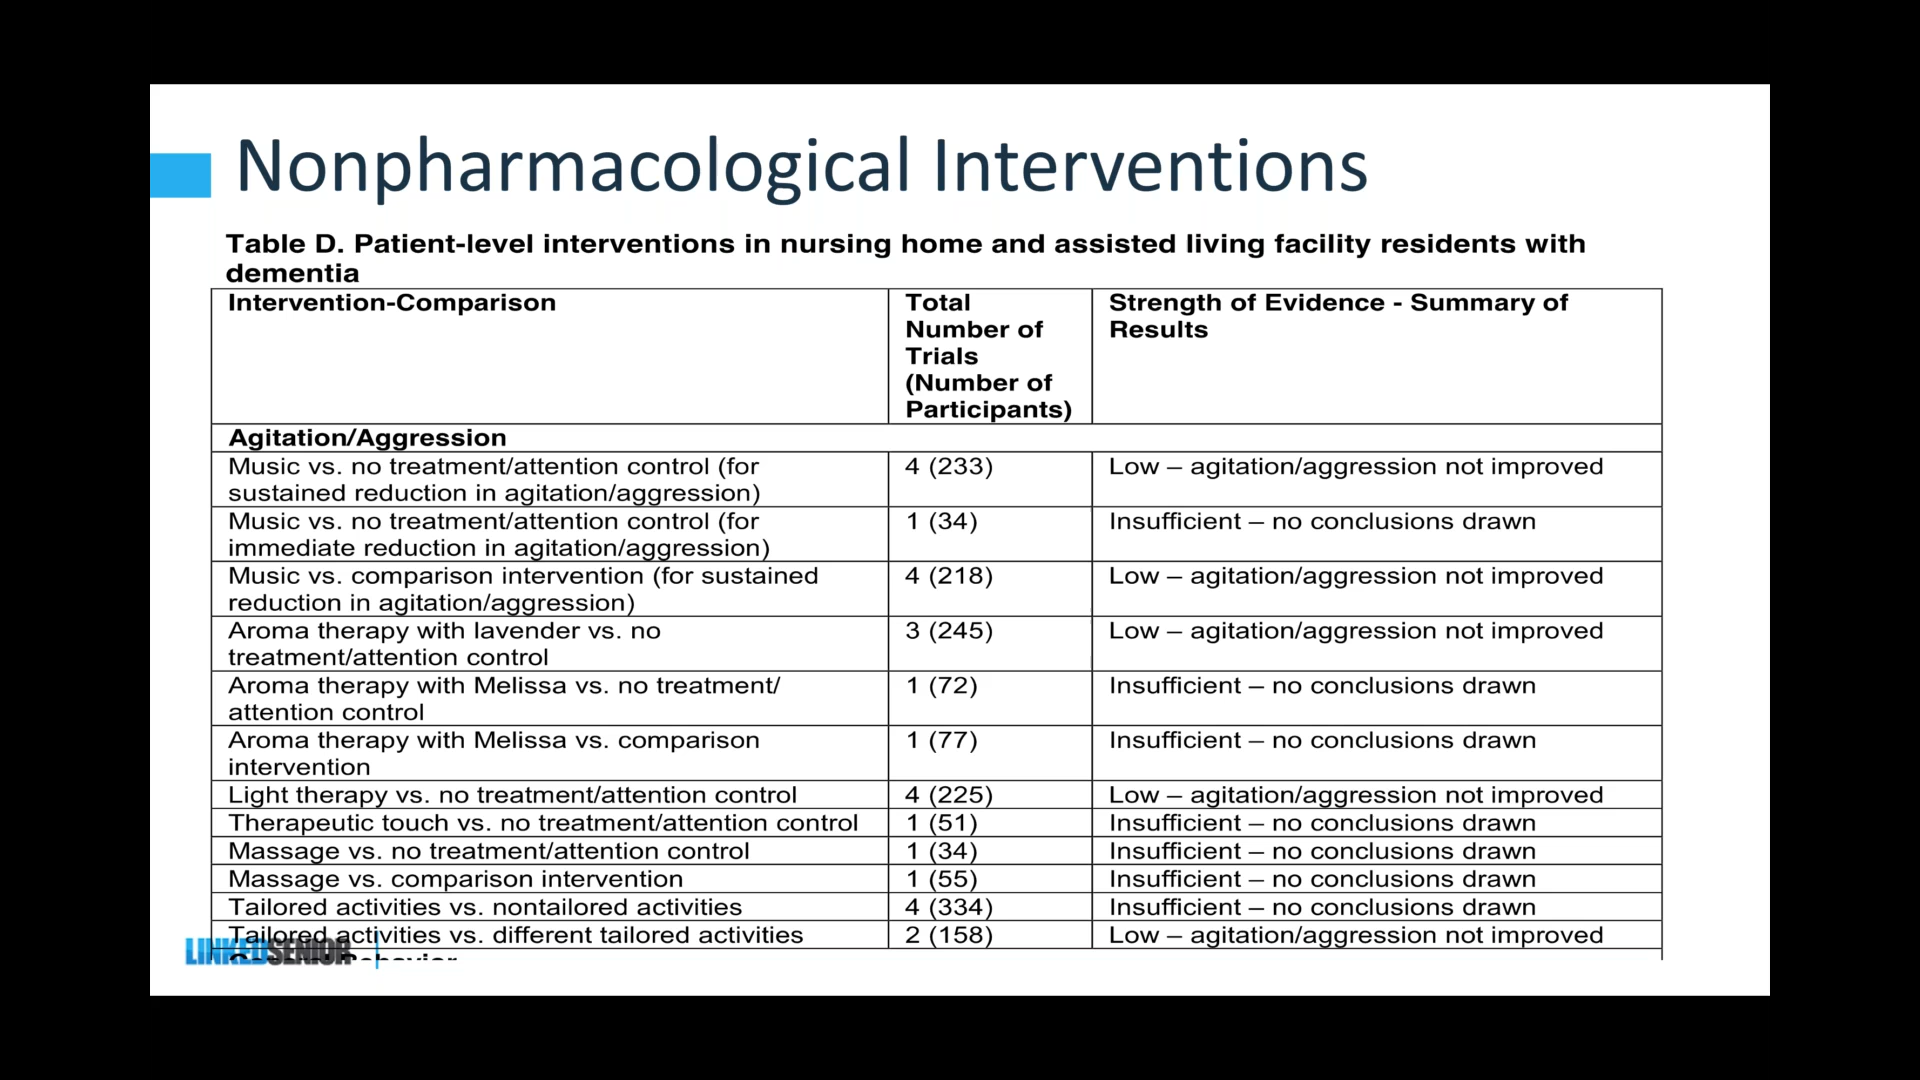 Nonpharmacological Interventions
Table D. Patient-level interventions in nursing home and assisted living facility residents with
dementia
Intervention-Comparison
Total
Number of
Trials
(Number of
Participants)
Strength of Evidence - Summary of
Results
Agitation/Aggression
Music vs. no treatment/attention control (for
sustained reduction in agitation/aggression)
4 (233)
Low – agitation/aggression not improved
Music vs. no treatment/attention control (for
immediate reduction in agitation/aggression)
1 (34)
Insufficient – no conclusions drawn
Music vs. comparison intervention (for sustained
reduction in agitation/aggression)
4 (218)
Low – agitation/aggression not improved
Aroma therapy with lavender vs. no
treatment/attention control
3 (245)
Low – agitation/aggression not improved
Aroma therapy with Melissa vs. no treatment/
attention control
1 (72)
Insufficient – no conclusions drawn
Aroma therapy with Melissa vs. comparison
intervention
1 (77)
Insufficient – no conclusions drawn
Light therapy vs. no treatment/attention control
4 (225)
Low – agitation/aggression not improved
Therapeutic touch vs. no treatment/attention control
1 (51)
Insufficient – no conclusions drawn
Massage vs. no treatment/attention control
1 (34)
Insufficient – no conclusions drawn
Massage vs. comparison intervention
1 (55)
Insufficient – no conclusions drawn
Tailored activities vs. nontailored activities
4 (334)
Insufficient – no conclusions drawn
Tailored activities vs. different tailored activities
2 (158)
Low – agitation/aggression not improved
LINKEDSENIOR